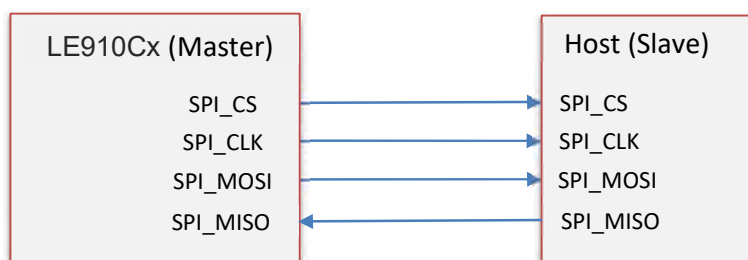 LE910Cx (Master)
Host (Slave)
SPI_CS
SPI_CS
SPI_CLK
SPI_CLK
SPI_MOSI
SPI_MOSI
SPI_MISO
SPI_MISO